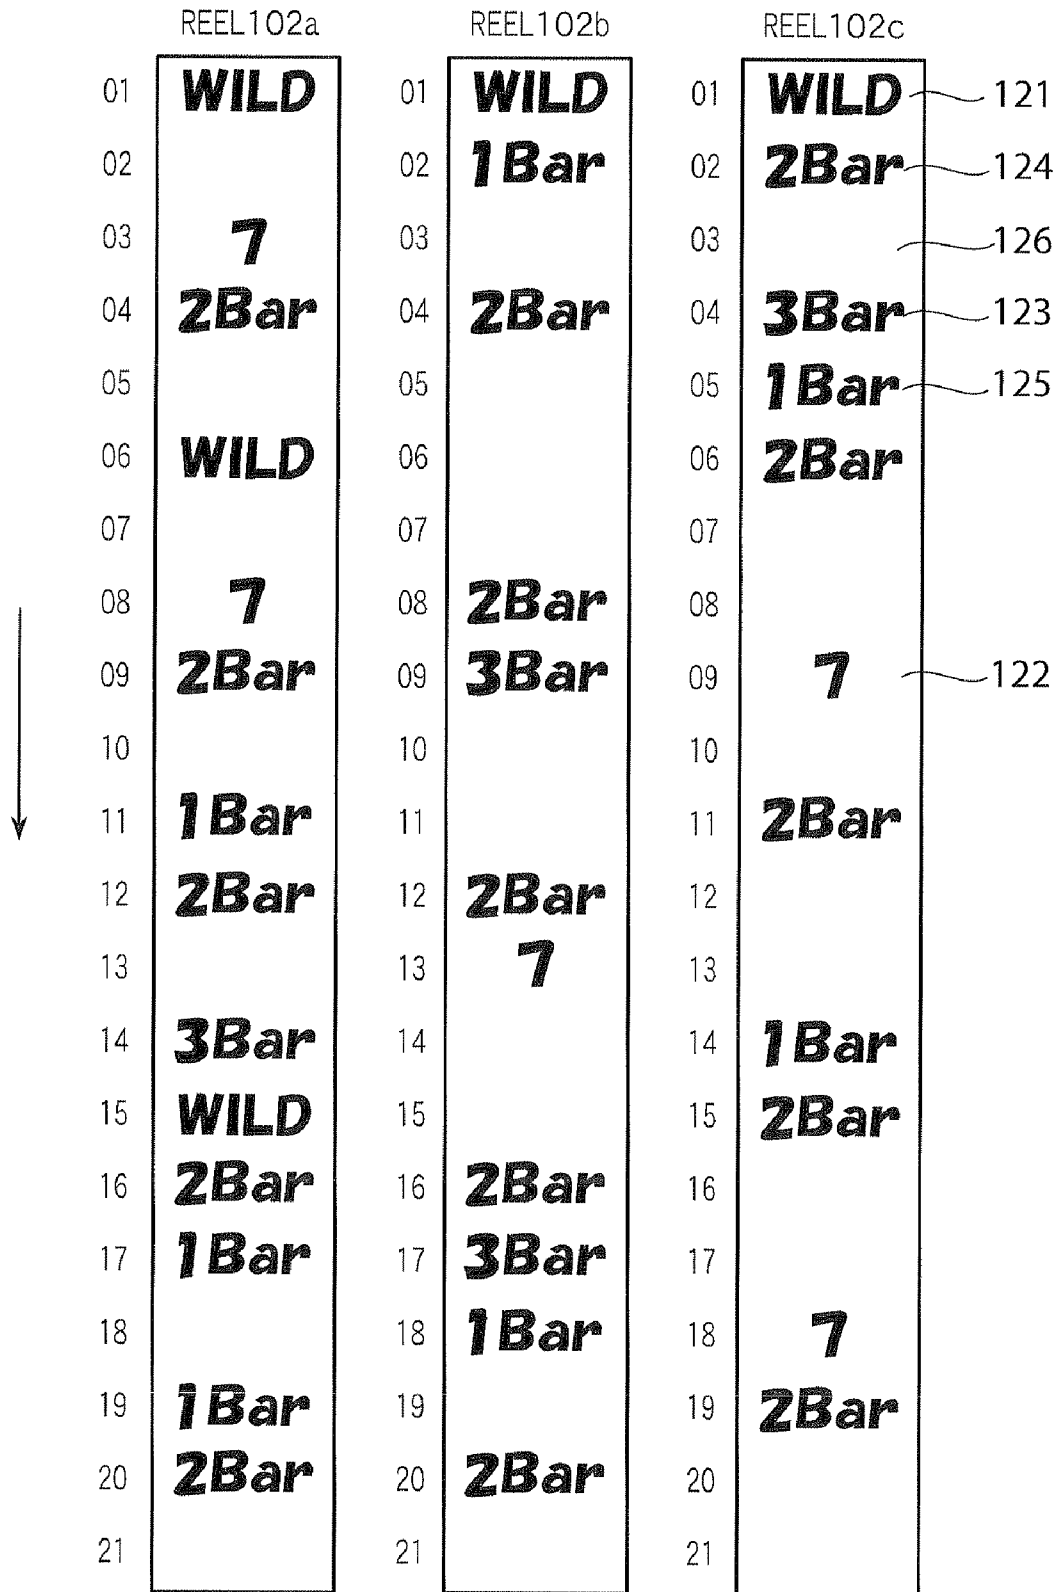 REEL102a REEL102b REEL102c
01 WILD 01 WILD 01 WILD 121
02 02 1Bar 02 2Bar 124
03 7 03 03 126
04 2Bar 04 2Bar 04 3Bar 123
05 05 05 1Bar 125
06 WILD 06 06 2Bar
07 07 07
08 7 08 2Bar 08
09 2Bar 09 3Bar 09 7 122
10 10 10
11 1Bar 11 11 2Bar
12 2Bar 12 2Bar 12
13 13 7 13
14 3Bar 14 14 1Bar
15 WILD 15 15 2Bar
16 2Bar 16 2Bar 16
17 1Bar 17 3Bar 17
18 18 1Bar 18 7
19 1Bar 19 19 2Bar
20 2Bar 20 2Bar 20
21 21 21